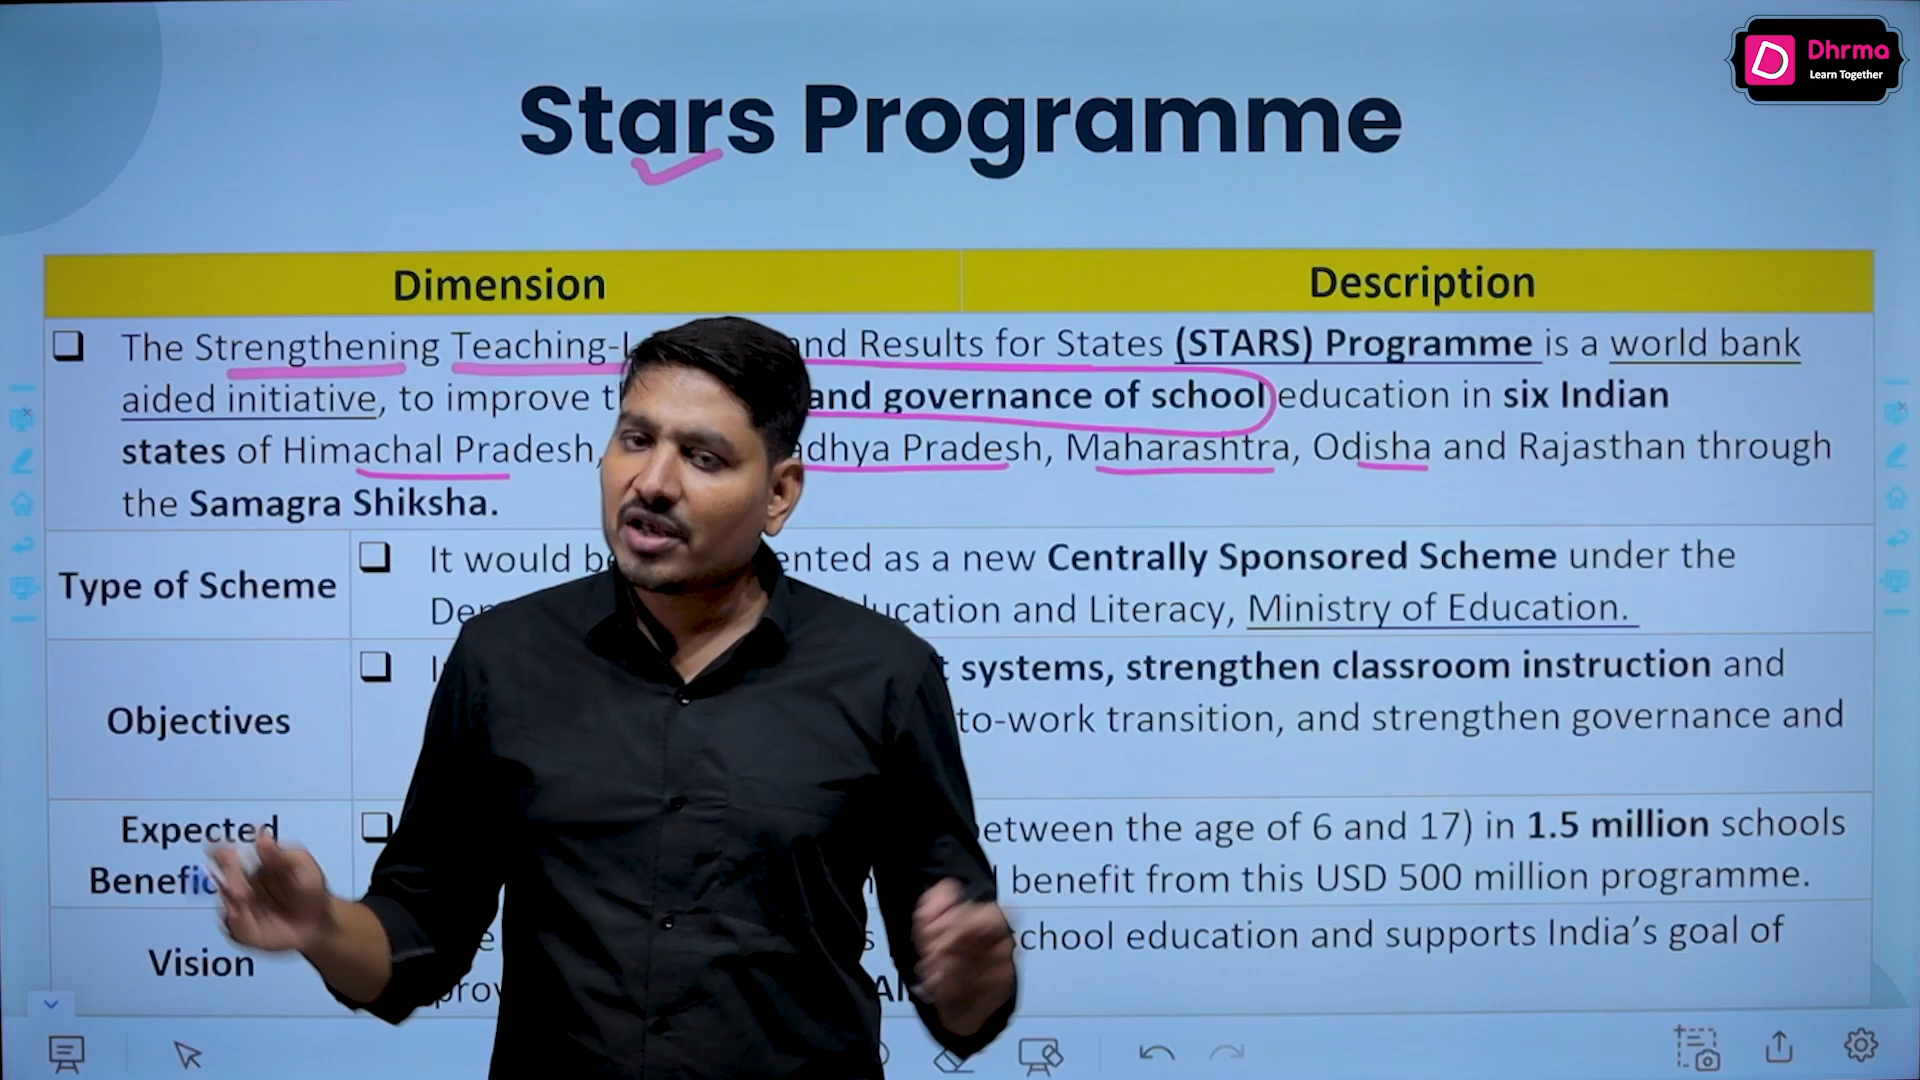 Dhrma
Learn Together
Stars Programme
Dimension
Description
The Strengthening Teaching- and Results for States (STARS) Programme is a world bank
aided initiative, to improve and governance of school education in six Indian
states of Himachal Pradesh, Pradesh, Maharashtra, Odisha and Rajasthan through
the Samagra Shiksha.
Type of Scheme
It would as a new Centrally Sponsored Scheme under the
and Literacy, Ministry of Education.
Objectives
systems, strengthen classroom instruction and
to-work transition, and strengthen governance and
Expected
between the age of 6 and 17) in 1.5 million schools
benefit from this USD 500 million programme.
Vision
school education and supports India's goal of